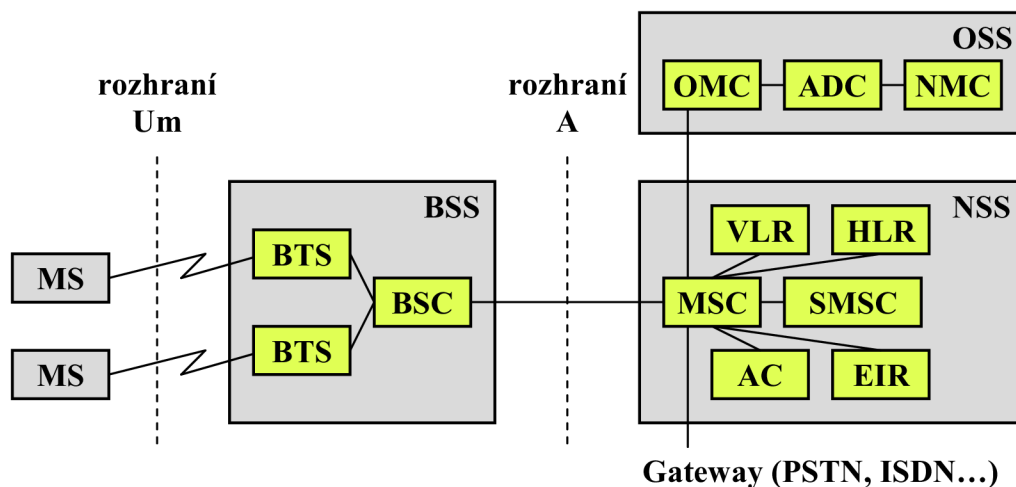 OSS
rozhraní
Um
rozhraní
A
OMC
ADC
NMC
BSS
NSS
VLR
HLR
BTS
MS
BSC
MSC
SMSC
BTS
MS
AC
EIR
Gateway (PSTN, ISDN…)